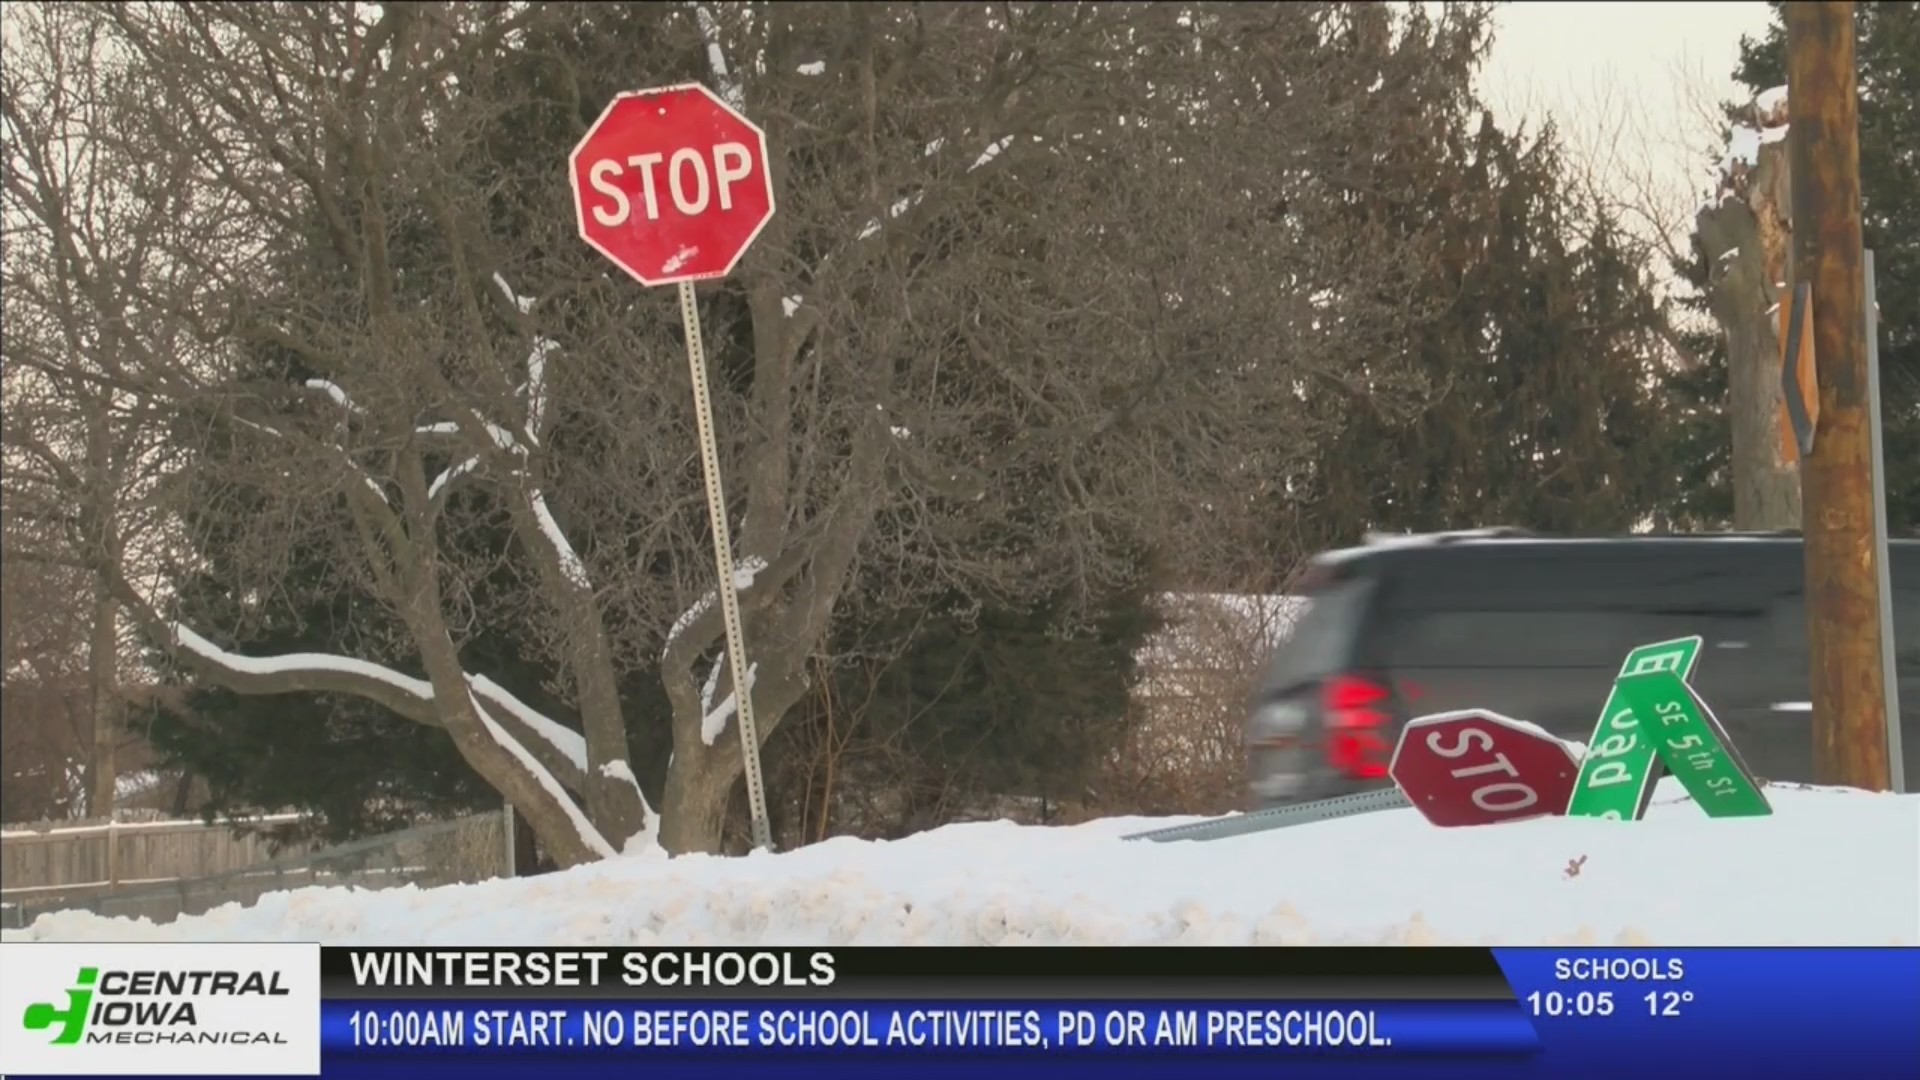 STOP
E
SE 5th St
STO
CENTRAL
IOWA
MECHANICAL
WINTERSET SCHOOLS
10:00AM START. NO BEFORE SCHOOL ACTIVITIES, PD OR AM PRESCHOOL.
SCHOOLS
10:05 12°